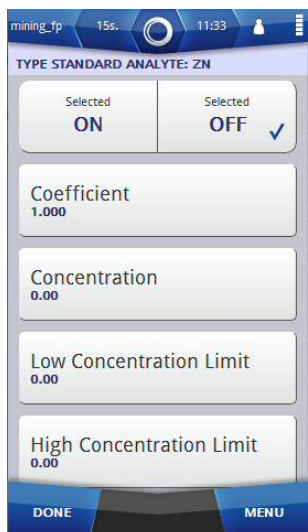 mining_fp 15s. 11:33
TYPE STANDARD ANALYTE: ZN
Selected Selected
ON OFF
Coefficient
1.000
Concentration
0.00
Low Concentration Limit
0.00
High Concentration Limit
0.00
DONE MENU